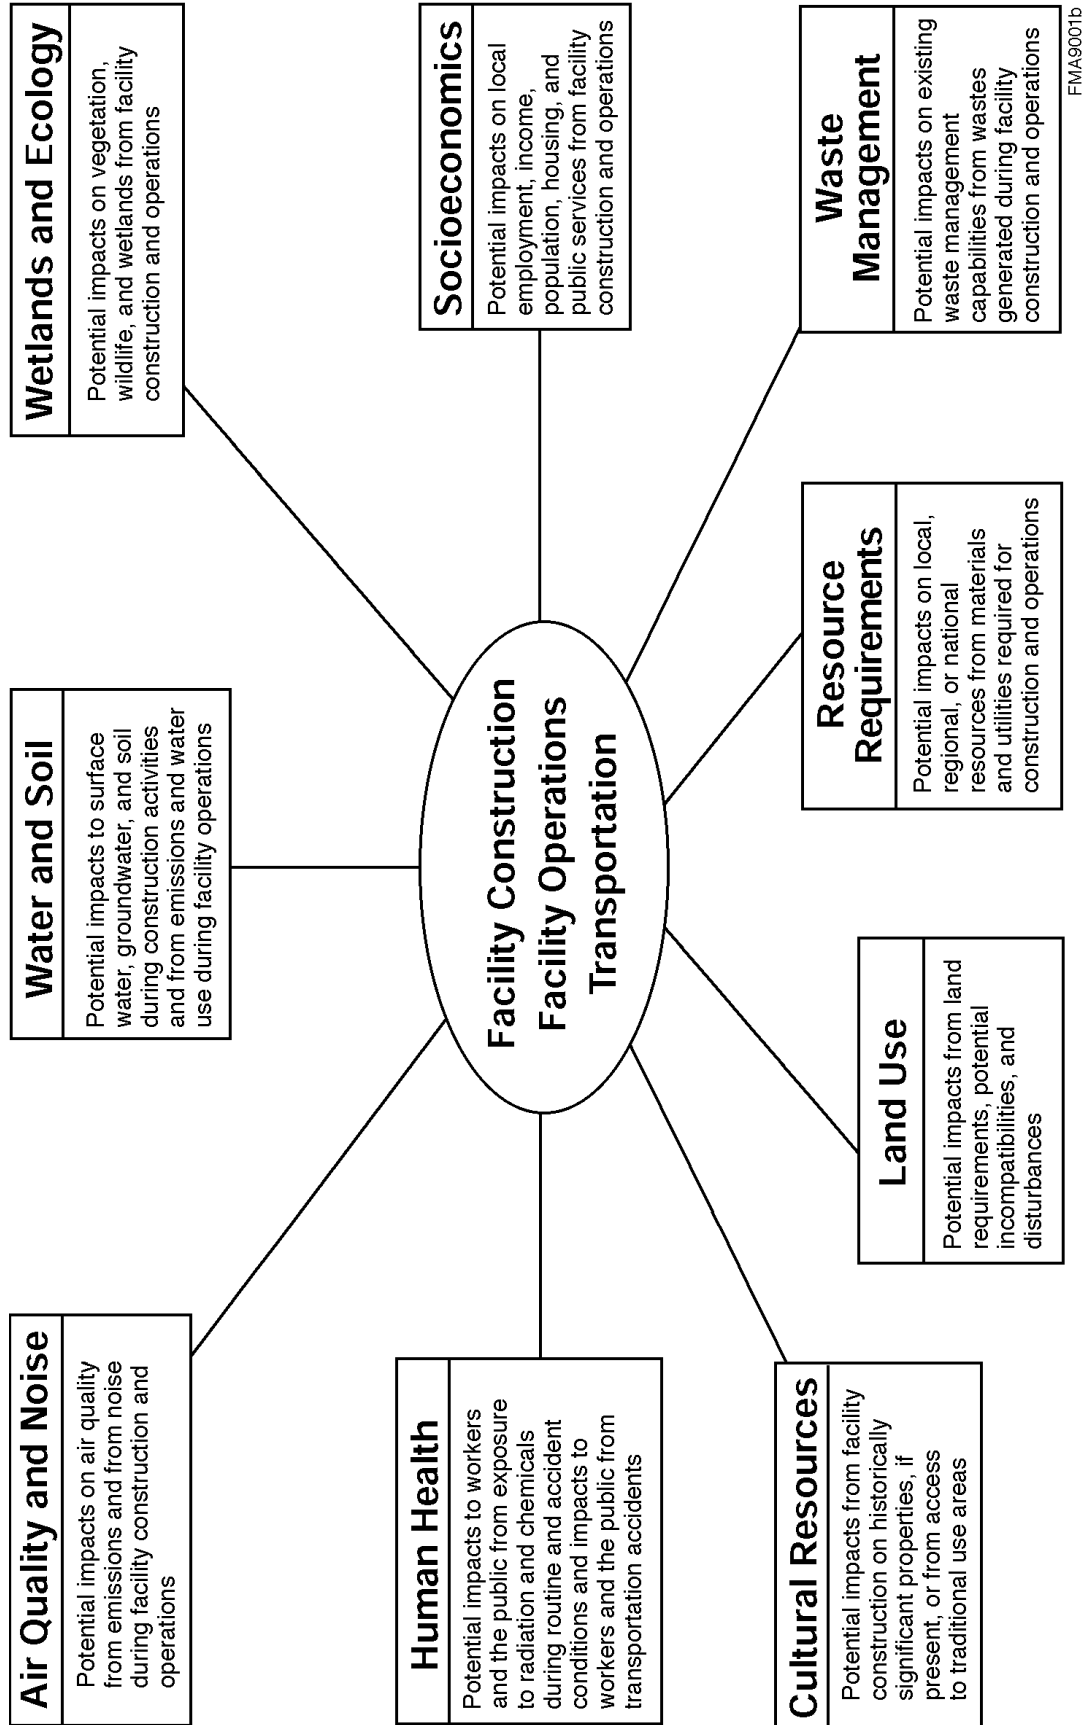 Air Quality and Noise
Potential impacts on air quality
from emissions and from noise
during facility construction and
operations
Water and Soil
Potential impacts to surface
water, groundwater, and soil
during construction activities
and from emissions and water
use during facility operations
Wetlands and Ecology
Potential impacts on vegetation,
wildlife, and wetlands from facility
construction and operations
Human Health
Potential impacts to workers
and the public from exposure
to radiation and chemicals
during routine and accident
conditions and impacts to
workers and the public from
transportation accidents
Facility Construction
Facility Operations
Transportation
Socioeconomics
Potential impacts on local
employment, income,
population, housing, and
public services from facility
construction and operations
Cultural Resources
Potential impacts from facility
construction on historically
significant properties, if
present, or from access
to traditional use areas
Land Use
Potential impacts from land
requirements, potential
incompatibilities, and
disturbances
Resource
Requirements
Potential impacts on local,
regional, or national
resources from materials
and utilities required for
construction and operations
Waste
Management
Potential impacts on existing
waste management
capabilities from wastes
generated during facility
construction and operations
FMA9001b